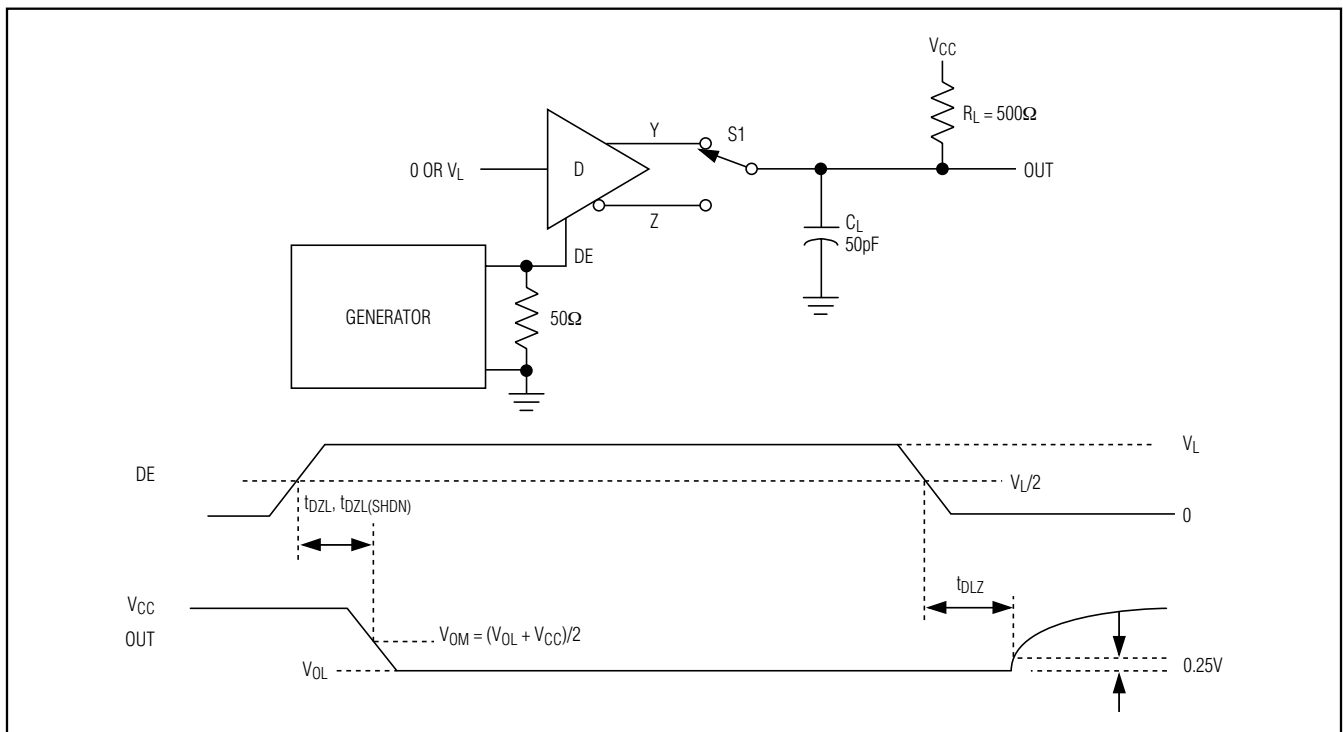 VCC
RL = 500Ω
Y
S1
0 OR VL
D
OUT
Z
CL
50pF
DE
GENERATOR
50Ω
VL
DE
VL/2
tDZL, tDZL(SHDN)
0
tDLZ
VCC
OUT
VOM = (VOL + VCC)/2
VOL
0.25V